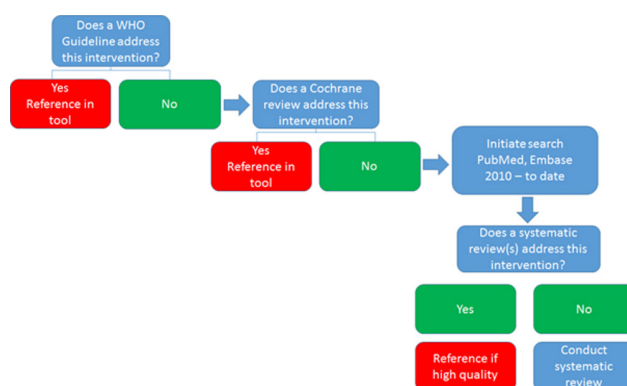 Does a WHO
Guideline address
this intervention?
Yes
Reference in
tool
No
Does a Cochrane
review address this
intervention?
Yes
Reference in
tool
No
Initiate search
PubMed, Embase
2010 – to date
Does a systematic
review(s) address this
intervention?
Yes
No
Reference if
high quality
Conduct
systematic
review